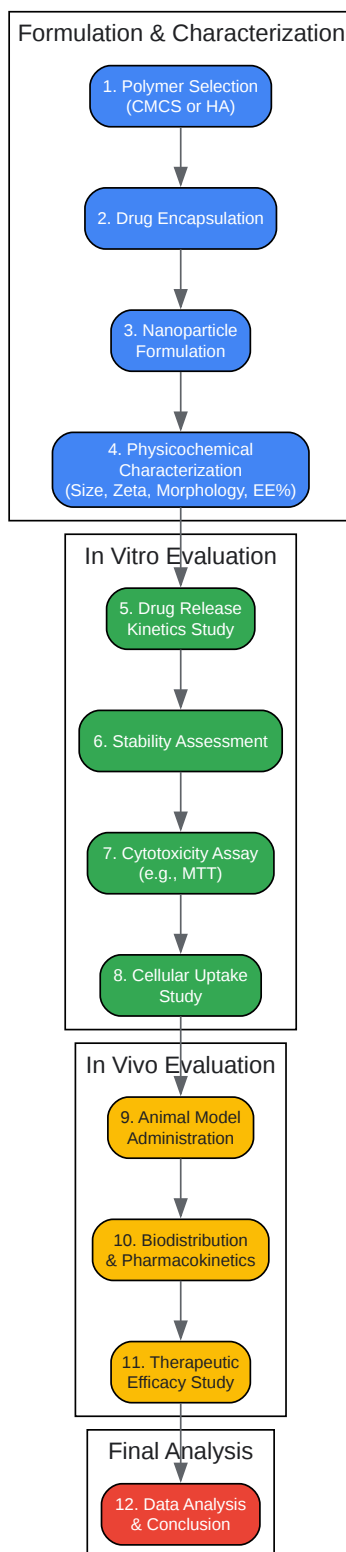 Formulation & Characterization
1. Polymer Selection
(CMCS or HA)
2. Drug Encapsulation
3. Nanoparticle
Formulation
4. Physicochemical
Characterization
(Size, Zeta, Morphology, EE%)
In Vitro Evaluation
5. Drug Release
Kinetics Study
6. Stability Assessment
7. Cytotoxicity Assay
(e.g., MTT)
8. Cellular Uptake
Study
In Vivo Evaluation
9. Animal Model
Administration
10. Biodistribution
& Pharmacokinetics
11. Therapeutic
Efficacy Study
Final Analysis
12. Data Analysis
& Conclusion